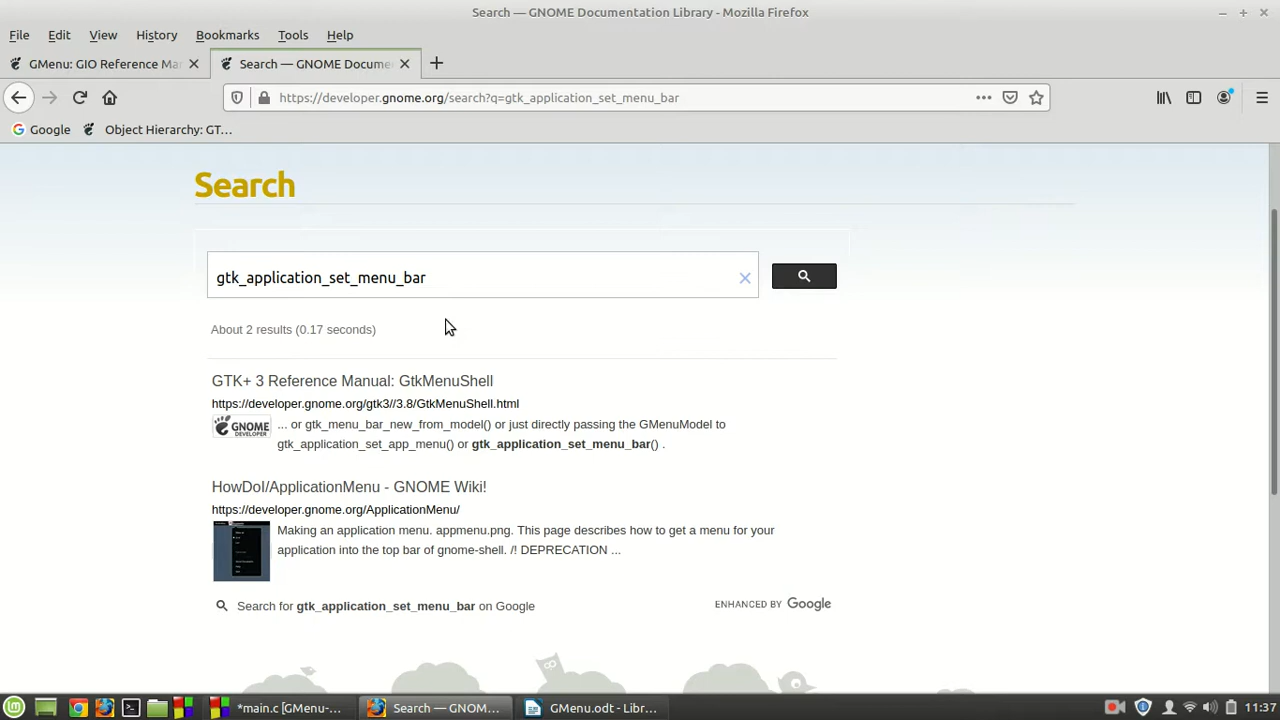 Search — GNOME Documentation Library - Mozilla Firefox
File Edit View History Bookmarks Tools Help
GMenu: GIO Reference Mar
Search — GNOME Docume
https://developer.gnome.org/search?q=gtk_application_set_menu_bar
Google
Object Hierarchy: GT…
Search
gtk_application_set_menu_bar
About 2 results (0.17 seconds)
GTK+ 3 Reference Manual: GtkMenuShell
https://developer.gnome.org/gtk3//3.8/GtkMenuShell.html
GNOME
DEVELOPER
... or gtk_menu_bar_new_from_model() or just directly passing the GMenuModel to
gtk_application_set_app_menu() or gtk_application_set_menu_bar() .
HowDoI/ApplicationMenu - GNOME Wiki!
https://developer.gnome.org/ApplicationMenu/
Making an application menu. appmenu.png. This page describes how to get a menu for your
application into the top bar of gnome-shell. /! DEPRECATION ...
Search for gtk_application_set_menu_bar on Google
ENHANCED BY Google
*main.c [GMenu-...
Search — GNOM...
GMenu.odt - Libr...
11:37